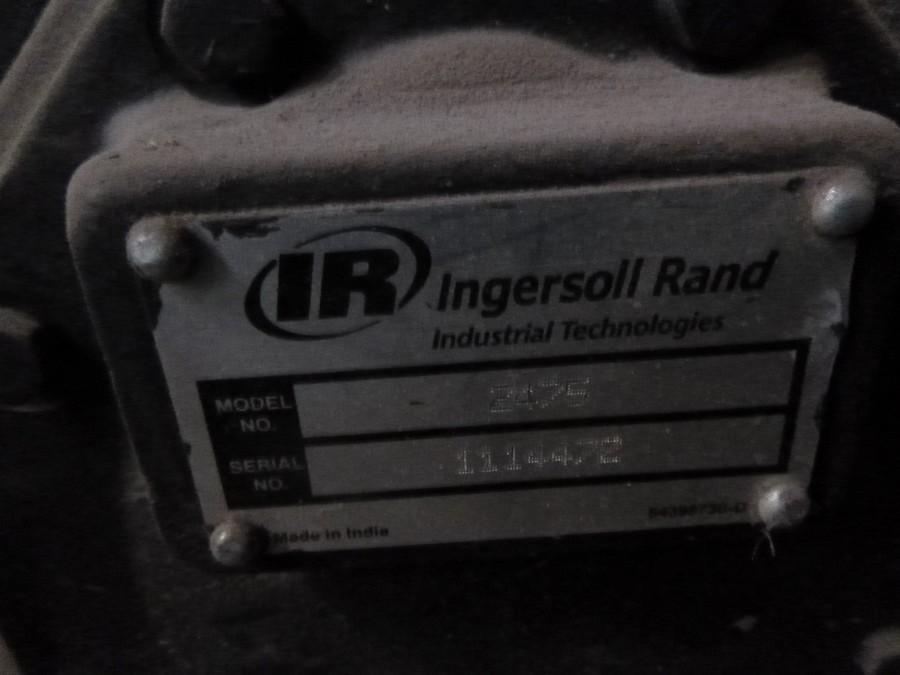 IR Ingersoll Rand
Industrial Technologies
MODEL NO. 2475
SERIAL NO. 1114472
Made in India